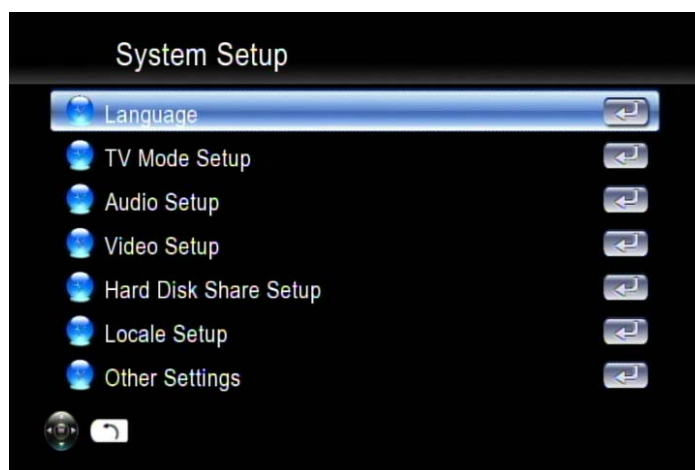 System Setup
Language
TV Mode Setup
Audio Setup
Video Setup
Hard Disk Share Setup
Locale Setup
Other Settings